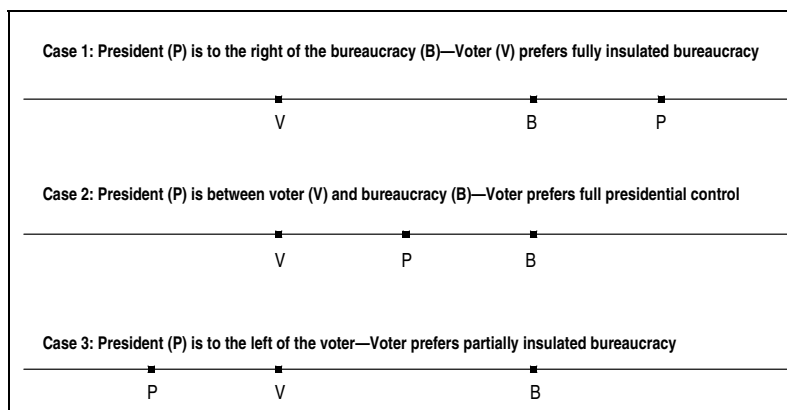 Case 1: President (P) is to the right of the bureaucracy (B)—Voter (V) prefers fully insulated bureaucracy
V B P
Case 2: President (P) is between voter (V) and bureaucracy (B)—Voter prefers full presidential control
V P B
Case 3: President (P) is to the left of the voter—Voter prefers partially insulated bureaucracy
P V B